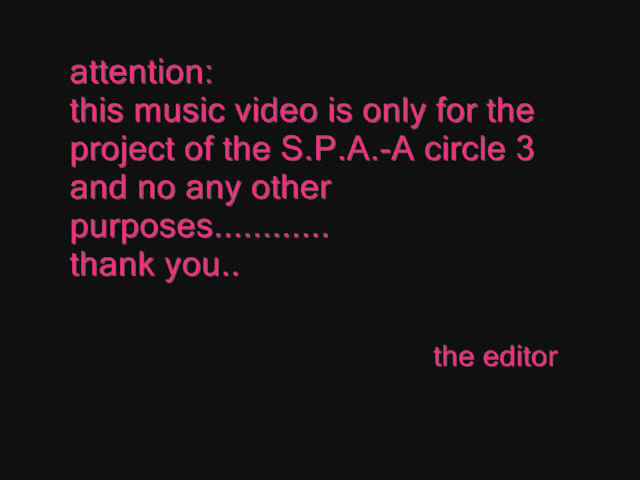 attention:
this music video is only for the
project of the S.P.A.-A circle 3
and no any other
purposes............
thank you..
the editor